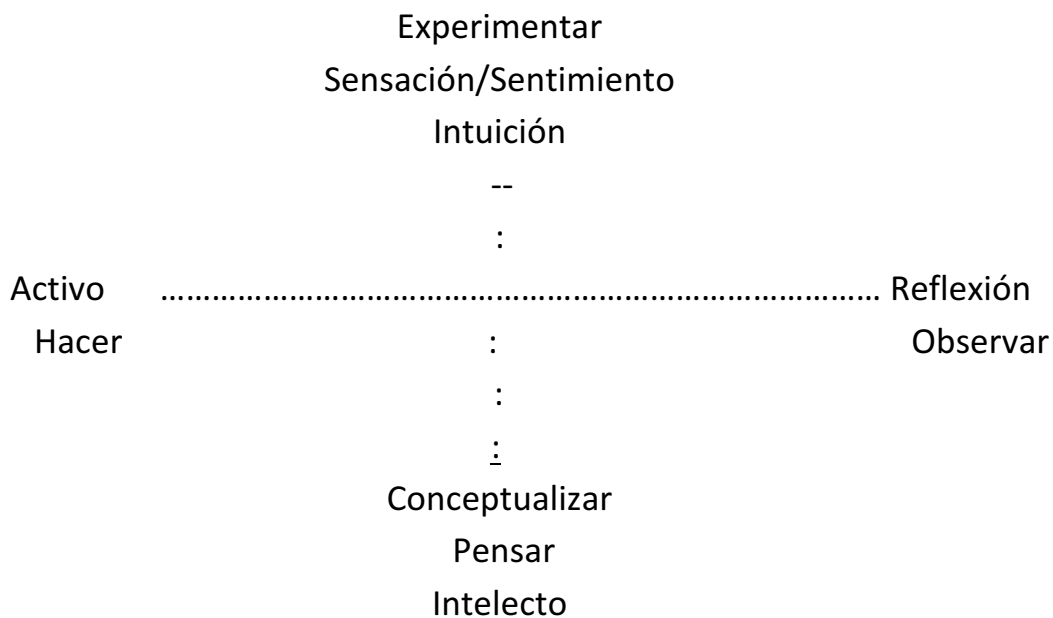 Experimentar
Sensación/Sentimiento
Intuición
--
:
Activo ………………………………………………………………………… Reflexión
Hacer : Observar
:
:
Conceptualizar
Pensar
Intelecto